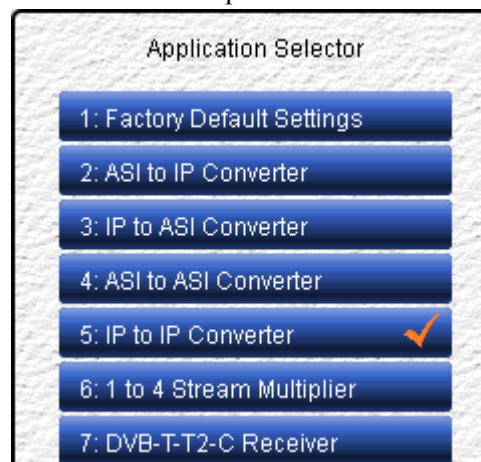 Application Selector
1: Factory Default Settings
2: ASI to IP Converter
3: IP to ASI Converter
4: ASI to ASI Converter
5: IP to IP Converter
6: 1 to 4 Stream Multiplier
7: DVB-T-T2-C Receiver